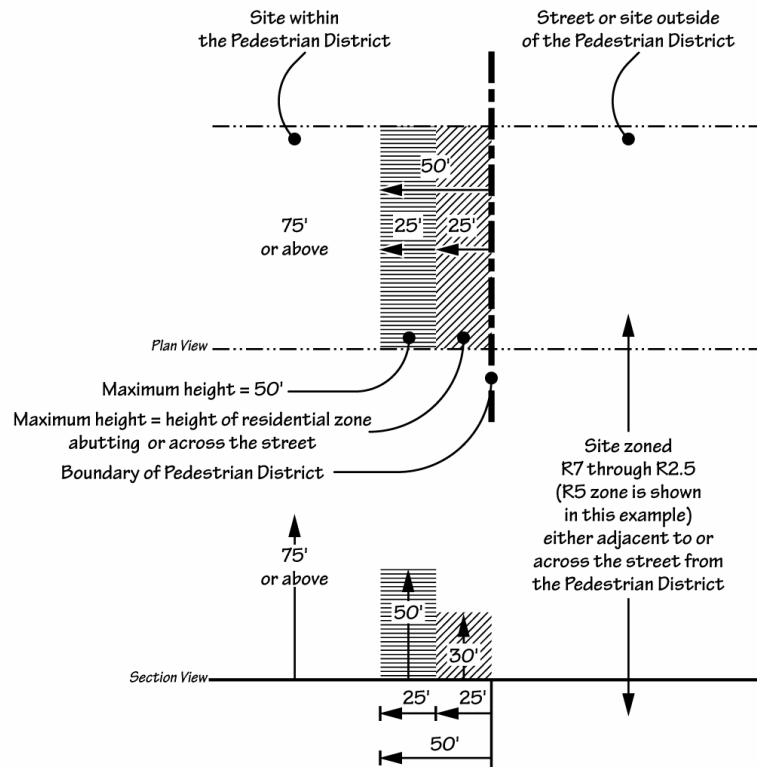 Site within
the Pedestrian District
Street or site outside
of the Pedestrian District
50'
75'
or above
25'
25'
Plan View
Maximum height = 50'
Maximum height = height of residential zone
abutting or across the street
Boundary of Pedestrian District
Site zoned
R7 through R2.5
(R5 zone is shown
in this example)
either adjacent to or
across the street from
the Pedestrian District
75'
or above
50'
30'
Section View
25'
25'
50'